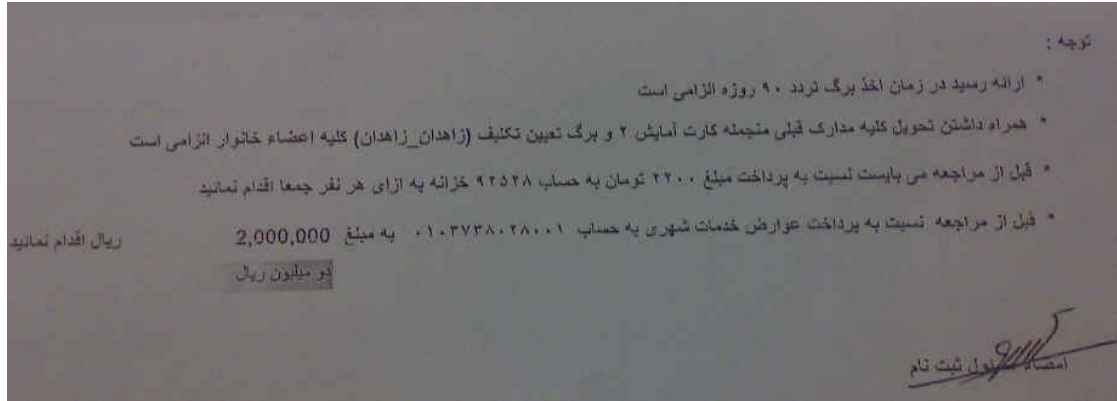 توجه :
* ارائه رسید در زمان اخذ برگ تردد ۹۰ روزه الزامی است
* همراه داشتن تحویل کلیه مدارک قبلی منجمله کارت آمایش ۲ و برگ تعیین تکلیف (زاهدان_زاهدان) کلیه اعضاء خانوار الزامی است
* قبل از مراجعه می بایست نسبت به پرداخت مبلغ ۲۲۰۰ تومان به حساب ۹۲۵۲۸ خزانه به ازای هر نفر جمعا اقدام نمائید
* قبل از مراجعه نسبت به پرداخت عوارض خدمات شهری به حساب ۰۱۰۳۷۳۸۰۲۸۰۰۱ به مبلغ 2,000,000 ریال اقدام نمائید
دو میلیون ریال
امضاء مسئول ثبت نام